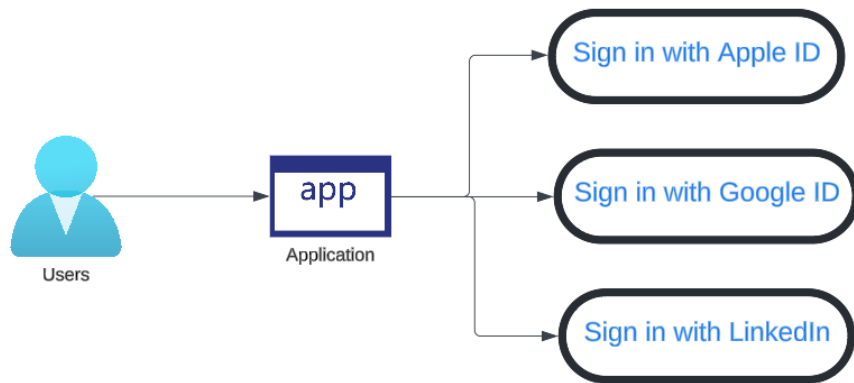 Sign in with Apple ID
app
Sign in with Google ID
Application
Users
Sign in with LinkedIn